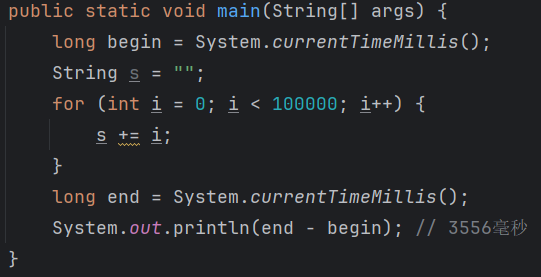 public static void main(String[] args) {
    long begin = System.currentTimeMillis();
    String s = "";
    for (int i = 0; i < 100000; i++) {
        s += i;
    }
    long end = System.currentTimeMillis();
    System.out.println(end - begin); // 3556毫秒
}